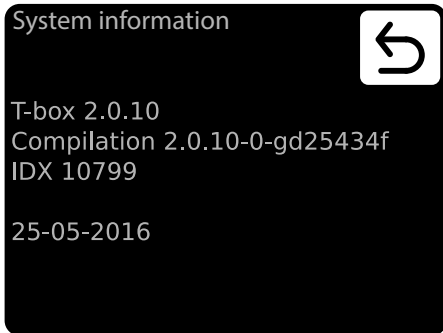 System information
T-box 2.0.10
Compilation 2.0.10-0-gd25434f
IDX 10799
25-05-2016